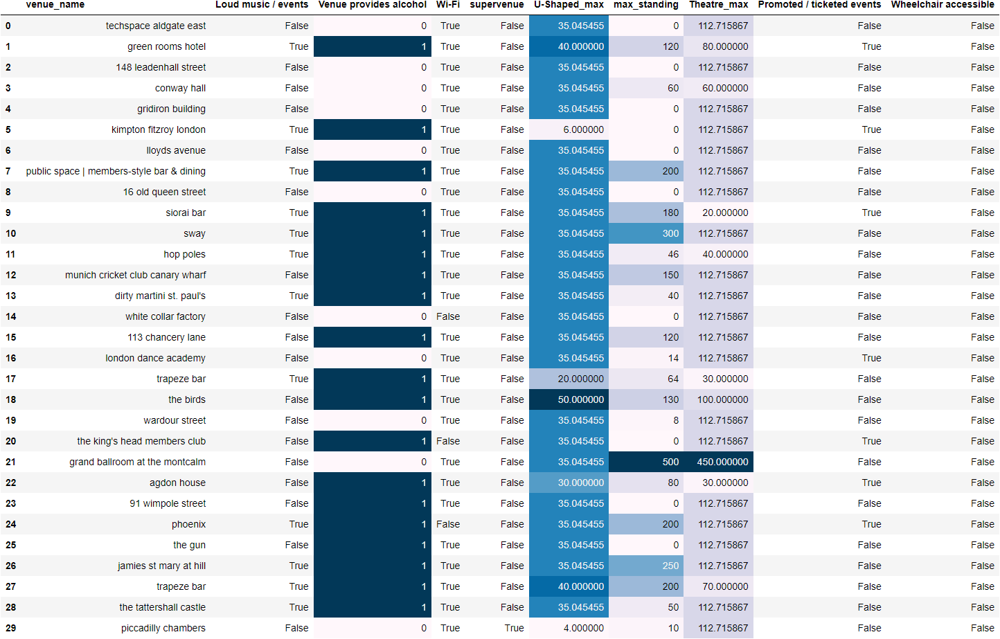 venue_name Loud music / events Venue provides alcohol Wi-Fi supervenue U-Shaped_max max_standing Theatre_max Promoted / ticketed events Wheelchair accessible
0 techspace aldgate east False 0 True False 35.045455 0 112.715867 False False
1 green rooms hotel True 1 True False 40.000000 120 80.000000 True False
2 148 leadenhall street False 0 True False 35.045455 0 112.715867 False False
3 conway hall False 0 True False 35.045455 60 60.000000 False False
4 gridiron building False 0 True False 35.045455 0 112.715867 False False
5 kimpton fitzroy london True 1 True False 6.000000 0 112.715867 True False
6 lloyds avenue False 0 True False 35.045455 0 112.715867 False False
7 public space | members-style bar & dining True 1 True False 35.045455 200 112.715867 False False
8 16 old queen street False 0 True False 35.045455 0 112.715867 False False
9 siorai bar True 1 True False 35.045455 180 20.000000 True False
10 sway True 1 True False 35.045455 300 112.715867 False False
11 hop poles True 1 True False 35.045455 46 40.000000 False False
12 munich cricket club canary wharf False 1 True False 35.045455 150 112.715867 False False
13 dirty martini st. paul's True 1 True False 35.045455 40 112.715867 False False
14 white collar factory False 0 False False 35.045455 0 112.715867 False False
15 113 chancery lane False 1 True False 35.045455 120 112.715867 False False
16 london dance academy False 0 True False 35.045455 14 112.715867 True False
17 trapeze bar True 1 True False 20.000000 64 30.000000 False False
18 the birds False 1 True False 50.000000 130 100.000000 False False
19 wardour street False 0 True False 35.045455 8 112.715867 False False
20 the king's head members club False 1 False False 35.045455 0 112.715867 True False
21 grand ballroom at the montcalm False 0 True False 35.045455 500 450.000000 False False
22 agdon house False 1 True False 30.000000 80 30.000000 True False
23 91 wimpole street False 1 True False 35.045455 0 112.715867 False False
24 phoenix True 1 False False 35.045455 200 112.715867 True False
25 the gun False 1 True False 35.045455 0 112.715867 False False
26 jamies st mary at hill True 1 True False 35.045455 250 112.715867 False False
27 trapeze bar True 1 True False 40.000000 200 70.000000 False False
28 the tattershall castle True 1 True False 35.045455 50 112.715867 False False
29 piccadilly chambers False 0 True True 4.000000 10 112.715867 False False